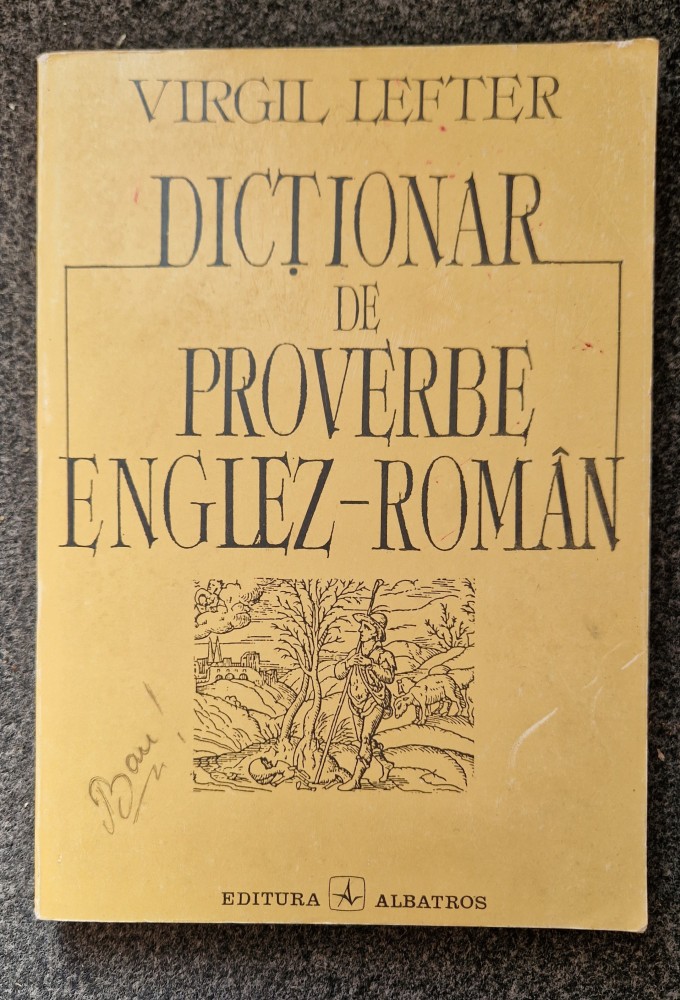 VIRGIL LEFTER
DICȚIONAR
DE
PROVERBE
ENGLEZ-ROMÂN
EDITURA ALBATROS